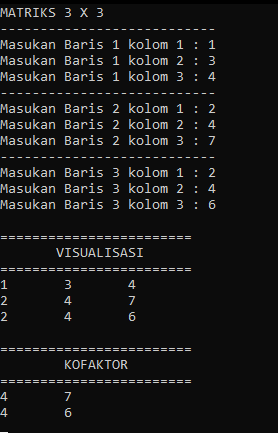 MATRIKS 3 X 3
---------------------------
Masukan Baris 1 kolom 1 : 1
Masukan Baris 1 kolom 2 : 3
Masukan Baris 1 kolom 3 : 4
---------------------------
Masukan Baris 2 kolom 1 : 2
Masukan Baris 2 kolom 2 : 4
Masukan Baris 2 kolom 3 : 7
---------------------------
Masukan Baris 3 kolom 1 : 2
Masukan Baris 3 kolom 2 : 4
Masukan Baris 3 kolom 3 : 6
========================
VISUALISASI
========================
1 3 4
2 4 7
2 4 6
========================
KOFAKTOR
========================
4 7
4 6